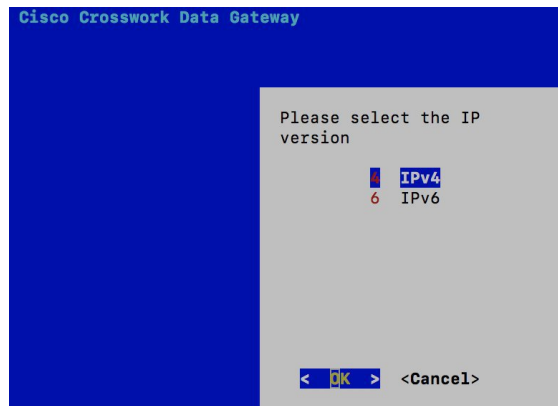 Cisco Crosswork Data Gateway
Please select the IP
version
4 IPv4
6 IPv6
< OK > <Cancel>